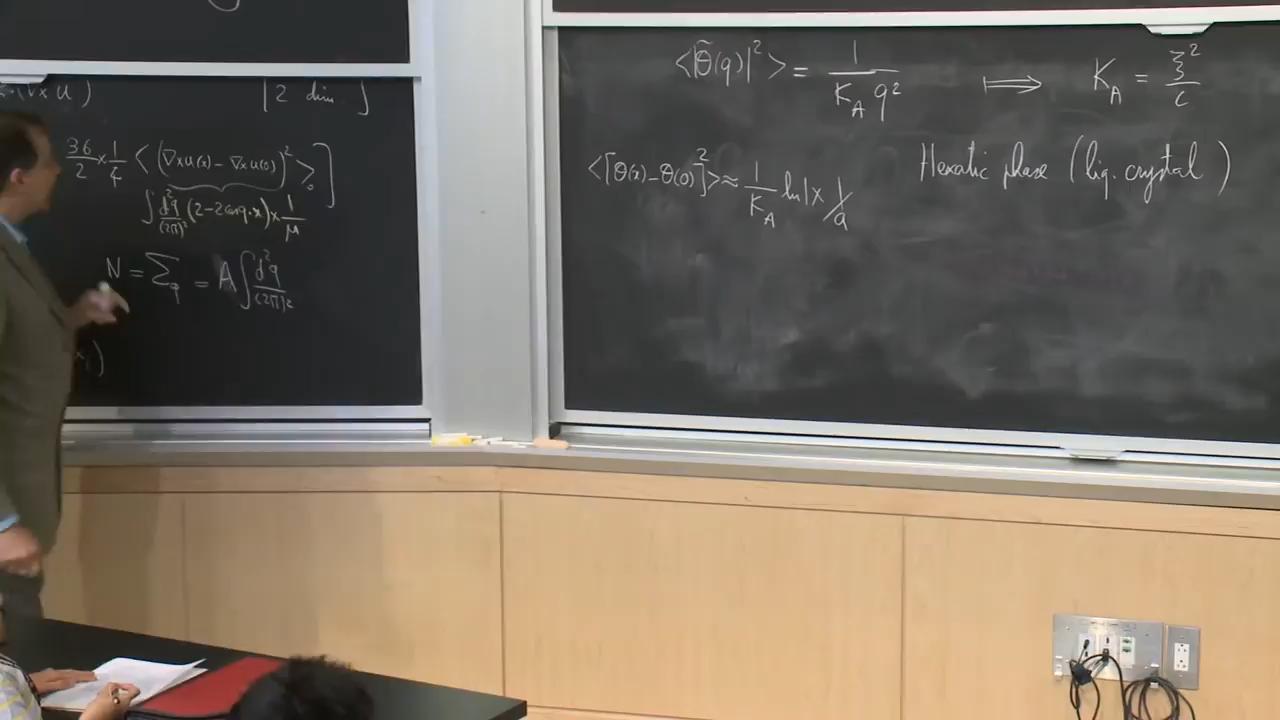 ∇×u)
[2 dim.]
36/2 × 1/4 <(∇×u(x) − ∇×u(0))²>₀]
∫ d²q/(2π)² (2−2cos q·x) × 1/μ
N = Σ_q = A ∫ d²q/(2π)²
<|Θ̃(q)|²> = 1/(K_A q²) ⟹ K_A = ξ²/c
<[Θ(x)−Θ(0)]²> ≈ 1/K_A ln|x|/a
Hexatic phase (liq. crystal)